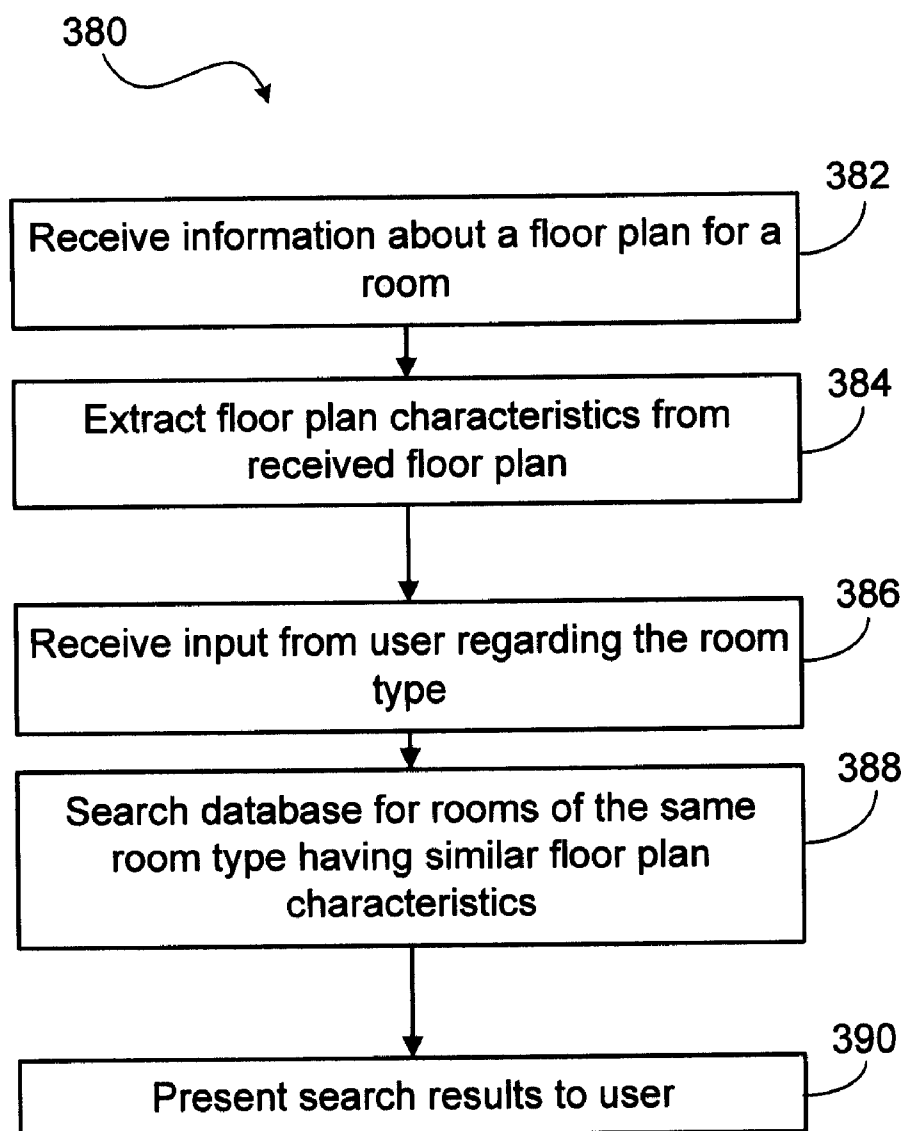 380
382
Receive information about a floor plan for a
room
384
Extract floor plan characteristics from
received floor plan
386
Receive input from user regarding the room
type
388
Search database for rooms of the same
room type having similar floor plan
characteristics
390
Present search results to user